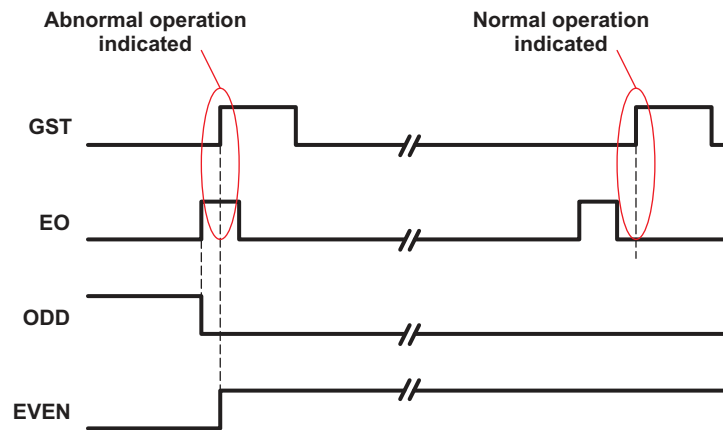 Abnormal operation
indicated
Normal operation
indicated
GST
EO
ODD
EVEN